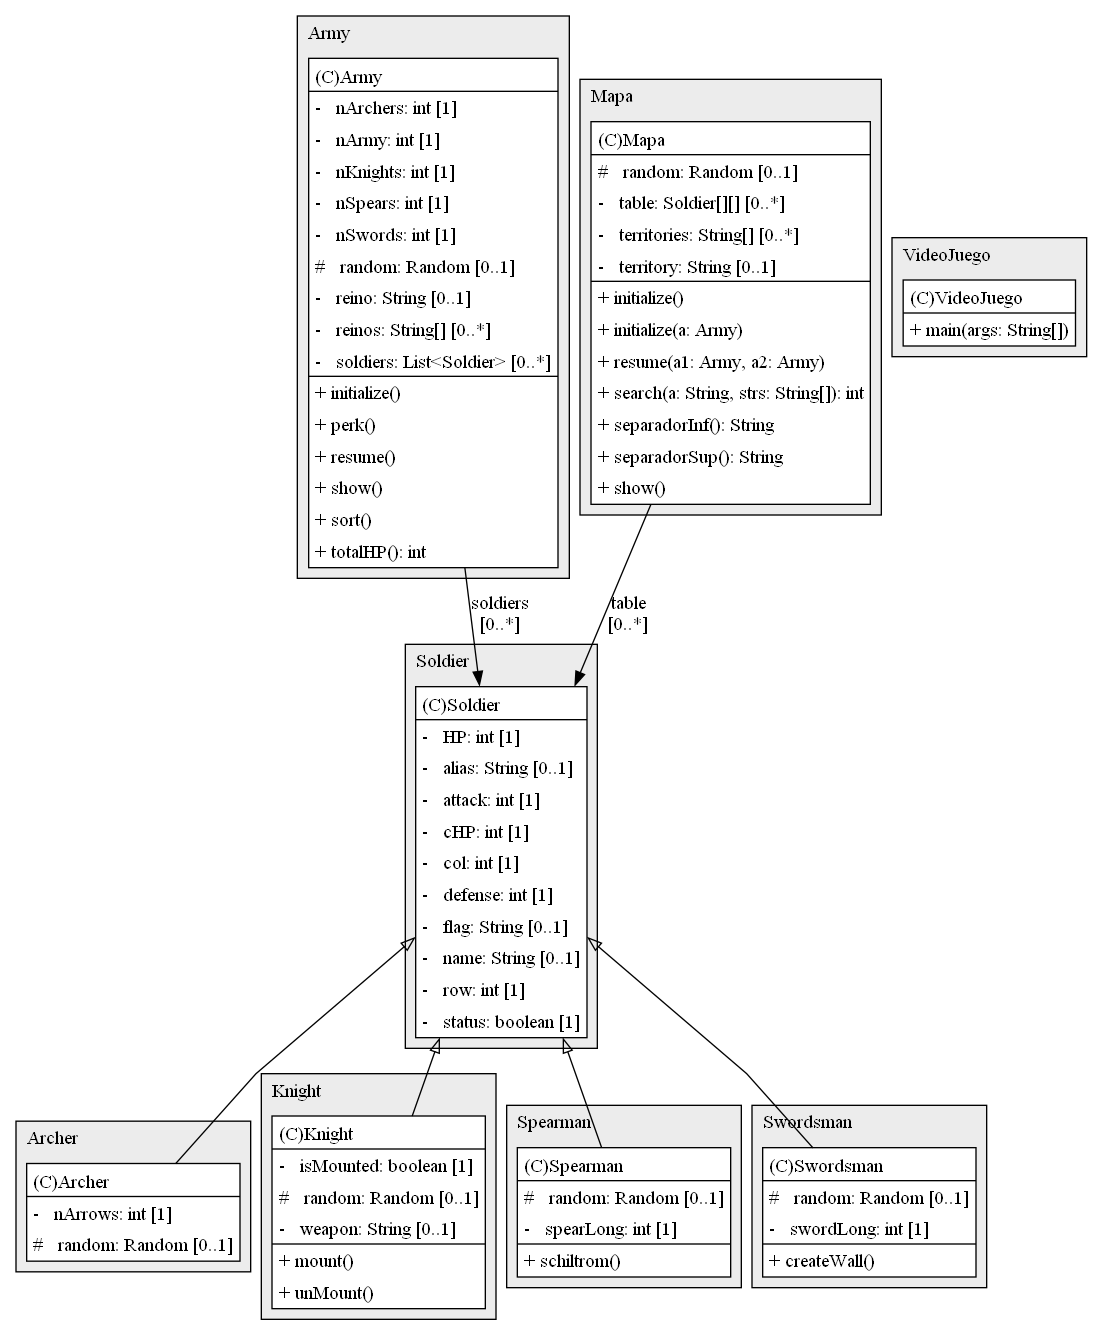 Army
(C)Army
- nArchers: int [1]
- nArmy: int [1]
- nKnights: int [1]
- nSpears: int [1]
- nSwords: int [1]
# random: Random [0..1]
- reino: String [0..1]
- reinos: String[] [0..*]
- soldiers: List<Soldier> [0..*]
+ initialize()
+ perk()
+ resume()
+ show()
+ sort()
+ totalHP(): int
Mapa
(C)Mapa
# random: Random [0..1]
- table: Soldier[][] [0..*]
- territories: String[] [0..*]
- territory: String [0..1]
+ initialize()
+ initialize(a: Army)
+ resume(a1: Army, a2: Army)
+ search(a: String, strs: String[]): int
+ separadorInf(): String
+ separadorSup(): String
+ show()
VideoJuego
(C)VideoJuego
+ main(args: String[])
soldiers
[0..*]
table
[0..*]
Soldier
(C)Soldier
- HP: int [1]
- alias: String [0..1]
- attack: int [1]
- cHP: int [1]
- col: int [1]
- defense: int [1]
- flag: String [0..1]
- name: String [0..1]
- row: int [1]
- status: boolean [1]
Archer
(C)Archer
- nArrows: int [1]
# random: Random [0..1]
Knight
(C)Knight
- isMounted: boolean [1]
# random: Random [0..1]
- weapon: String [0..1]
+ mount()
+ unMount()
Spearman
(C)Spearman
# random: Random [0..1]
- spearLong: int [1]
+ schiltrom()
Swordsman
(C)Swordsman
# random: Random [0..1]
- swordLong: int [1]
+ createWall()